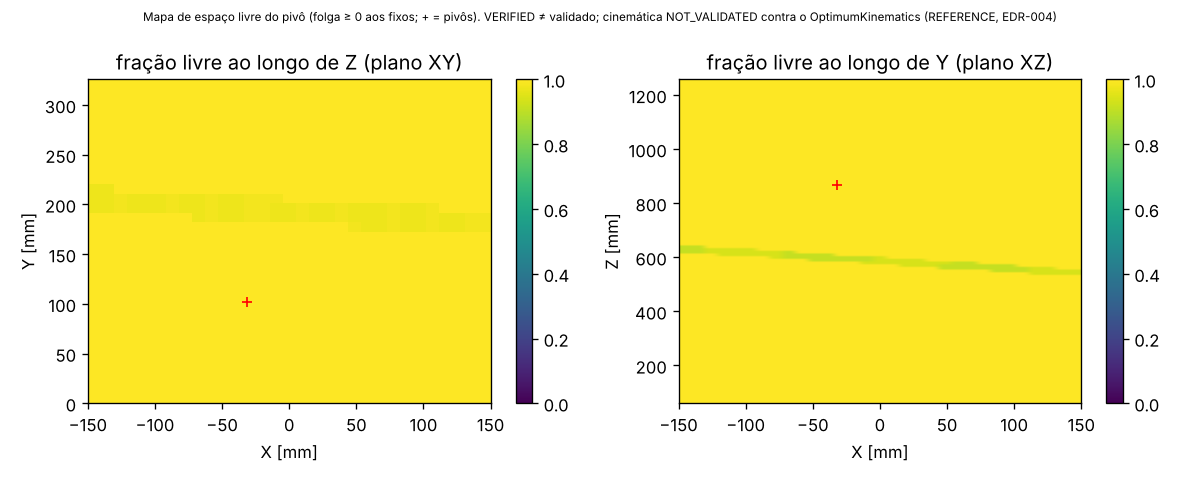 Mapa de espaço livre do pivô (folga ≥ 0 aos fixos; + = pivôs). VERIFIED ≠ validado; cinemática NOT_VALIDATED contra o OptimumKinematics (REFERENCE, EDR-004)
fração livre ao longo de Z (plano XY)
300
250
200
150
100
50
0
Y [mm]
−150 −100 −50 0 50 100 150
X [mm]
1.0
0.8
0.6
0.4
0.2
0.0
fração livre ao longo de Y (plano XZ)
1200
1000
800
600
400
200
Z [mm]
−150 −100 −50 0 50 100 150
X [mm]
1.0
0.8
0.6
0.4
0.2
0.0